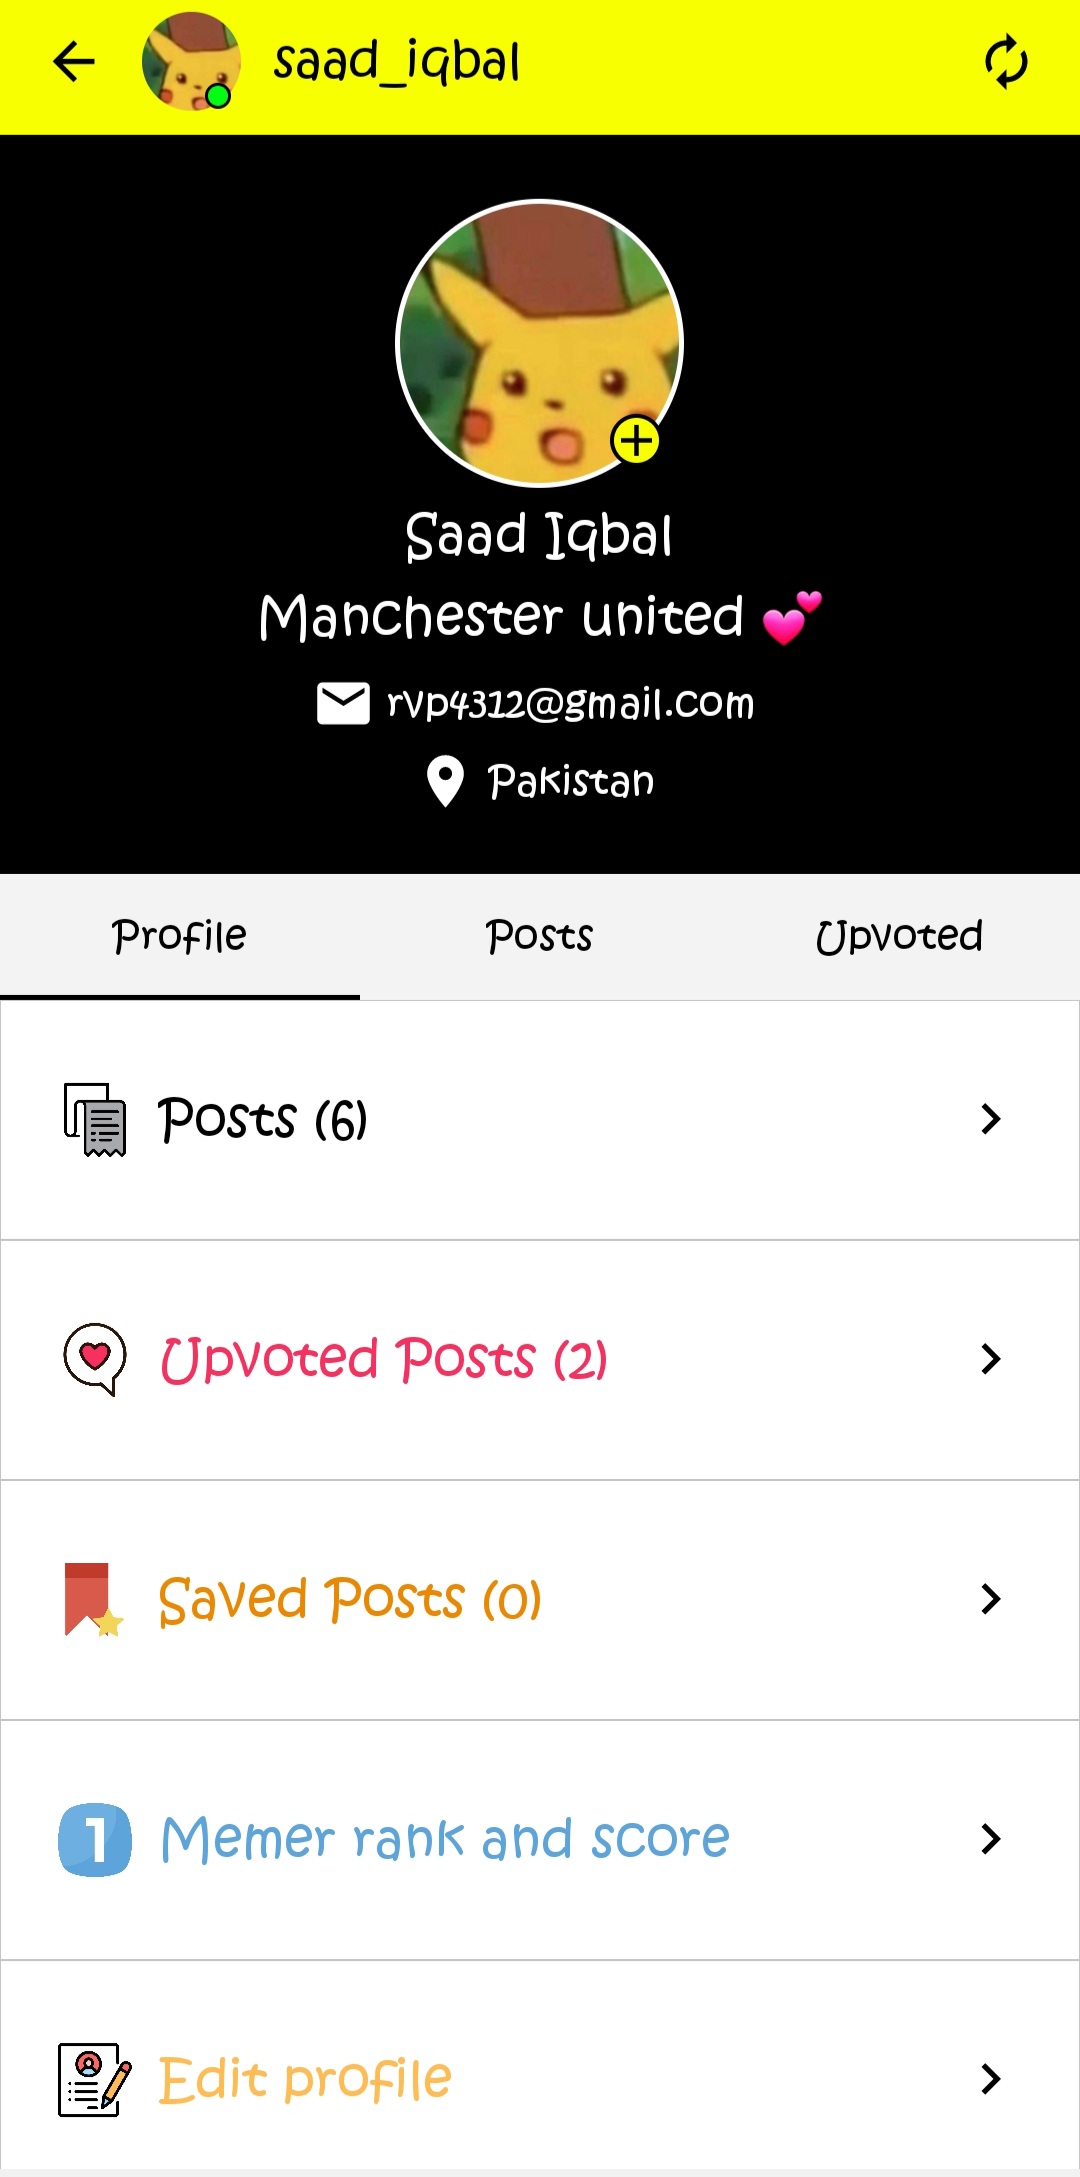 saad_iqbal
Saad Iqbal
Manchester united 💕
rvp4312@gmail.com
Pakistan
Profile Posts Upvoted
Posts (6)
Upvoted Posts (2)
Saved Posts (0)
1 Memer rank and score
Edit profile